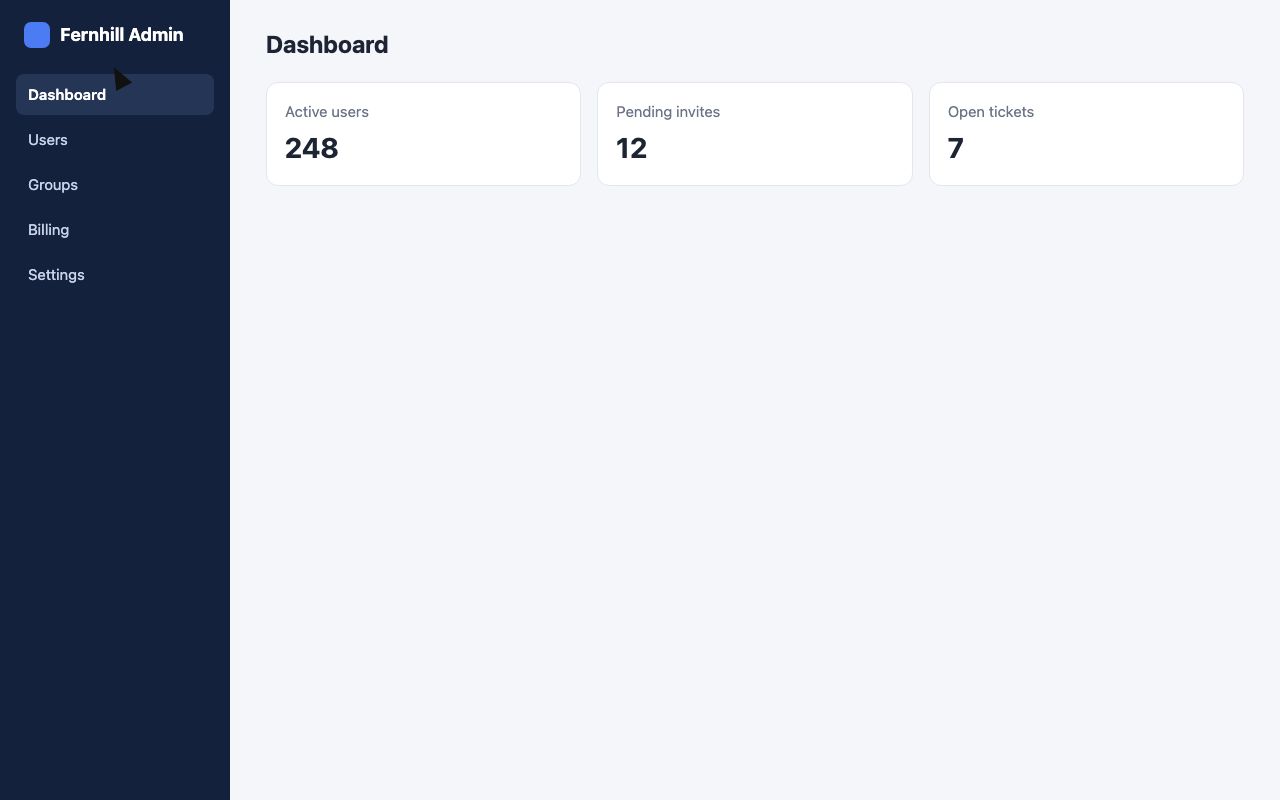 Fernhill Admin
Dashboard
Users
Groups
Billing
Settings
Dashboard
Active users
248
Pending invites
12
Open tickets
7